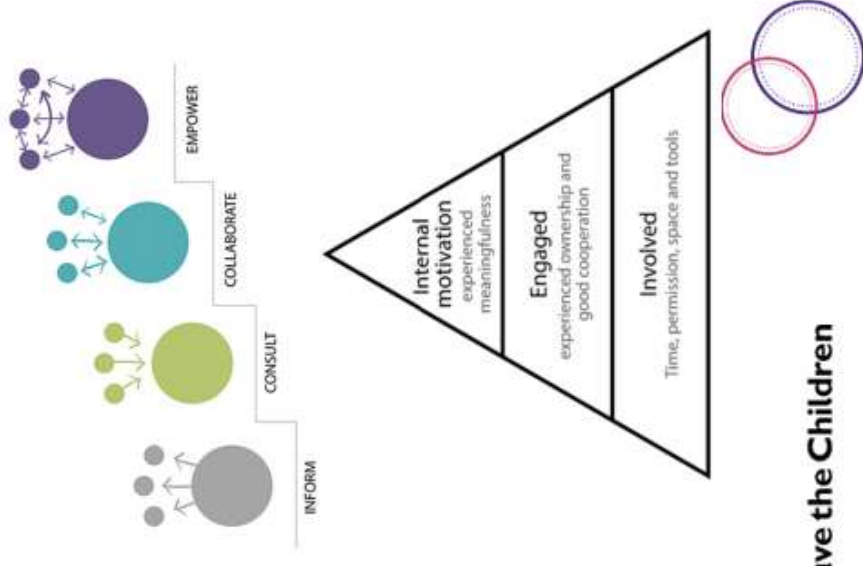 EMPOWER
COLLABORATE
CONSULT
INFORM
Internal
motivation
experienced
meaningfulness
Engaged
experienced ownership and
good cooperation
Involved
Time, permission, space and tools
the Children